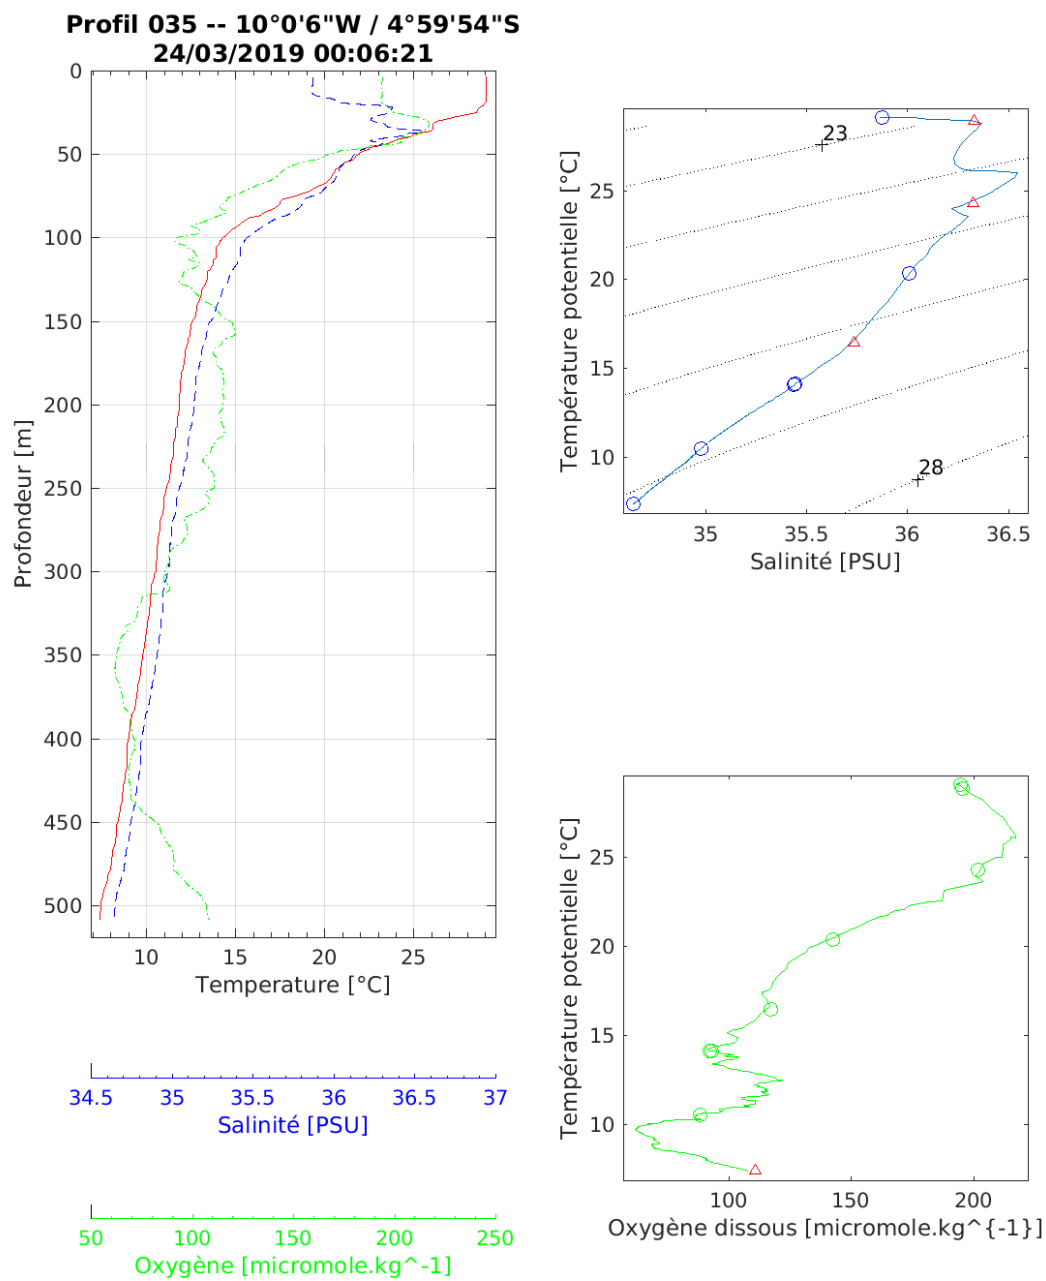 Profil 035 -- 10°0'6"W / 4°59'54"S
24/03/2019 00:06:21
0
50
100
150
200
250
300
350
400
450
500
Profondeur [m]
10 15 20 25
Temperature [°C]
34.5 35 35.5 36 36.5 37
Salinité [PSU]
50 100 150 200 250
Oxygène [micromole.kg^-1]
23
28
25
20
15
10
Température potentielle [°C]
35 35.5 36 36.5
Salinité [PSU]
25
20
15
10
Température potentielle [°C]
100 150 200
Oxygène dissous [micromole.kg^{-1}]